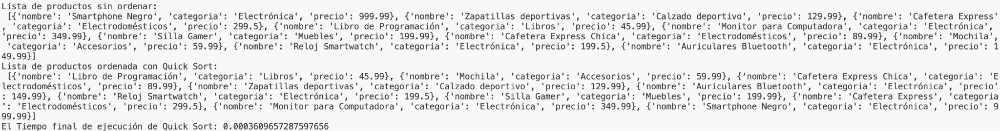 Lista de productos sin ordenar:
 [{'nombre': 'Smartphone Negro', 'categoria': 'Electrónica', 'precio': 999.99}, {'nombre': 'Zapatillas deportivas', 'categoria': 'Calzado deportivo', 'precio': 129.99}, {'nombre': 'Cafetera Express'
, 'categoria': 'Electrodomésticos', 'precio': 299.5}, {'nombre': 'Libro de Programación', 'categoria': 'Libros', 'precio': 45.99}, {'nombre': 'Monitor para Computadora', 'categoria': 'Electrónica',
'precio': 349.99}, {'nombre': 'Silla Gamer', 'categoria': 'Muebles', 'precio': 199.99}, {'nombre': 'Cafetera Express Chica', 'categoria': 'Electrodomésticos', 'precio': 89.99}, {'nombre': 'Mochila',
 'categoria': 'Accesorios', 'precio': 59.99}, {'nombre': 'Reloj Smartwatch', 'categoria': 'Electrónica', 'precio': 199.5}, {'nombre': 'Auriculares Bluetooth', 'categoria': 'Electrónica', 'precio': 1
49.99}]
Lista de productos ordenada con Quick Sort:
 [{'nombre': 'Libro de Programación', 'categoria': 'Libros', 'precio': 45.99}, {'nombre': 'Mochila', 'categoria': 'Accesorios', 'precio': 59.99}, {'nombre': 'Cafetera Express Chica', 'categoria': 'E
lectrodomésticos', 'precio': 89.99}, {'nombre': 'Zapatillas deportivas', 'categoria': 'Calzado deportivo', 'precio': 129.99}, {'nombre': 'Auriculares Bluetooth', 'categoria': 'Electrónica', 'precio'
: 149.99}, {'nombre': 'Reloj Smartwatch', 'categoria': 'Electrónica', 'precio': 199.5}, {'nombre': 'Silla Gamer', 'categoria': 'Muebles', 'precio': 199.99}, {'nombre': 'Cafetera Express', 'categoria
': 'Electrodomésticos', 'precio': 299.5}, {'nombre': 'Monitor para Computadora', 'categoria': 'Electrónica', 'precio': 349.99}, {'nombre': 'Smartphone Negro', 'categoria': 'Electrónica', 'precio': 9
99.99}]
El Tiempo final de ejecución de Quick Sort: 0.0003609657287597656